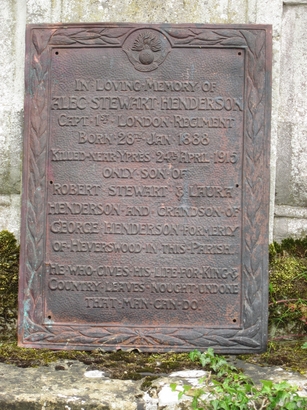 IN LOVING MEMORY OF
ALEC STEWART HENDERSON
CAPT 1ST LONDON REGIMENT
BORN 28TH JAN 1888
KILLED NEAR YPRES 24TH APRIL 1915
ONLY SON OF
ROBERT STEWART & LAURA
HENDERSON AND GRANDSON OF
GEORGE HENDERSON FORMERLY
OF HEVERSWOOD IN THIS PARISH
HE WHO GIVES HIS LIFE FOR KING &
COUNTRY LEAVES NOUGHT UNDONE
THAT MAN CAN DO